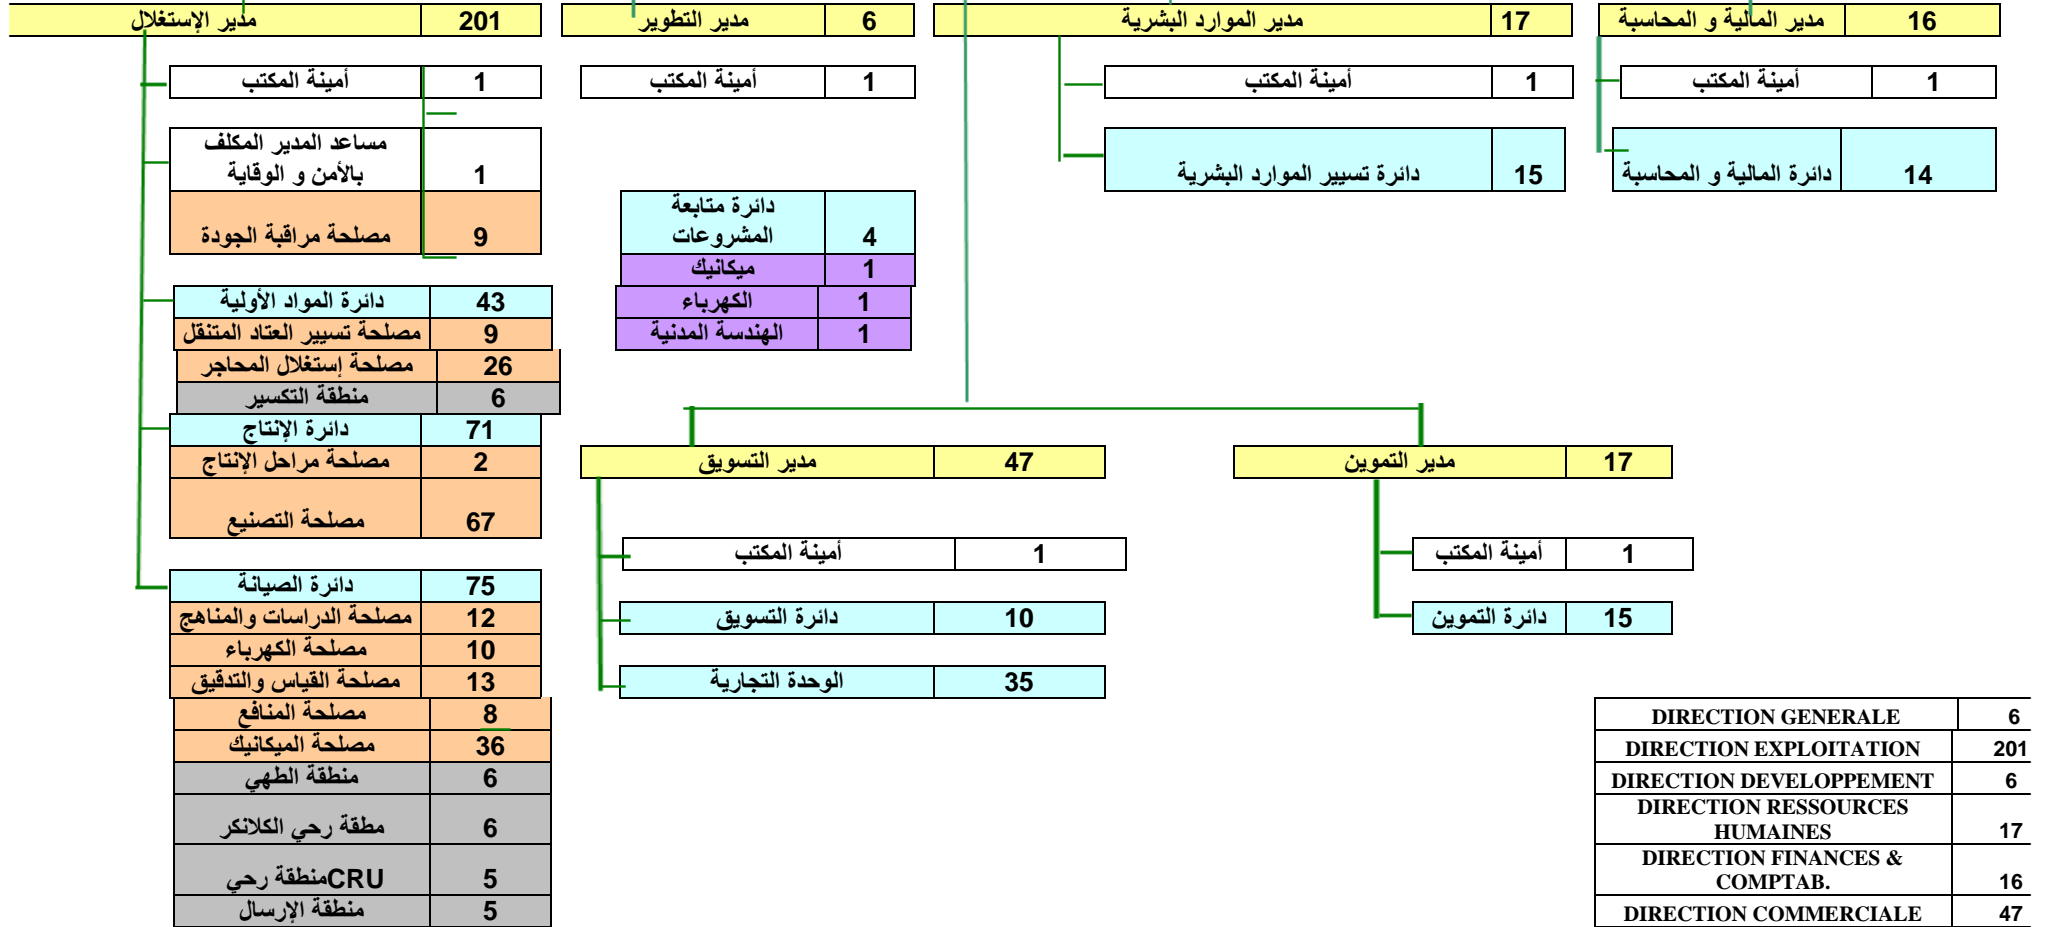 مدير الإستغلال 201
مدير التطوير 6
مدير الموارد البشرية 17
مدير المالية و المحاسبة 16
أمينة المكتب 1
أمينة المكتب 1
أمينة المكتب 1
أمينة المكتب 1
مساعد المدير المكلف
بالأمن و الوقاية 1
دائرة تسيير الموارد البشرية 15
دائرة المالية و المحاسبة 14
مصلحة مراقبة الجودة 9
دائرة متابعة
المشروعات 4
ميكانيك 1
الكهرباء 1
الهندسة المدنية 1
دائرة المواد الأولية 43
مصلحة تسيير العتاد المتنقل 9
مصلحة إستغلال المحاجر 26
منطقة التكسير 6
دائرة الإنتاج 71
مصلحة مراحل الإنتاج 2
مصلحة التصنيع 67
مدير التسويق 47
مدير التموين 17
أمينة المكتب 1
أمينة المكتب 1
دائرة التسويق 10
دائرة التموين 15
الوحدة التجارية 35
دائرة الصيانة 75
مصلحة الدراسات والمناهج 12
مصلحة الكهرباء 10
مصلحة القياس والتدقيق 13
مصلحة المنافع 8
مصلحة الميكانيك 36
منطقة الطهي 6
مطقة رحي الكلانكر 6
منطقة رحيCRU 5
منطقة الإرسال 5
DIRECTION GENERALE 6
DIRECTION EXPLOITATION 201
DIRECTION DEVELOPPEMENT 6
DIRECTION RESSOURCES
HUMAINES 17
DIRECTION FINANCES &
COMPTAB. 16
DIRECTION COMMERCIALE 47